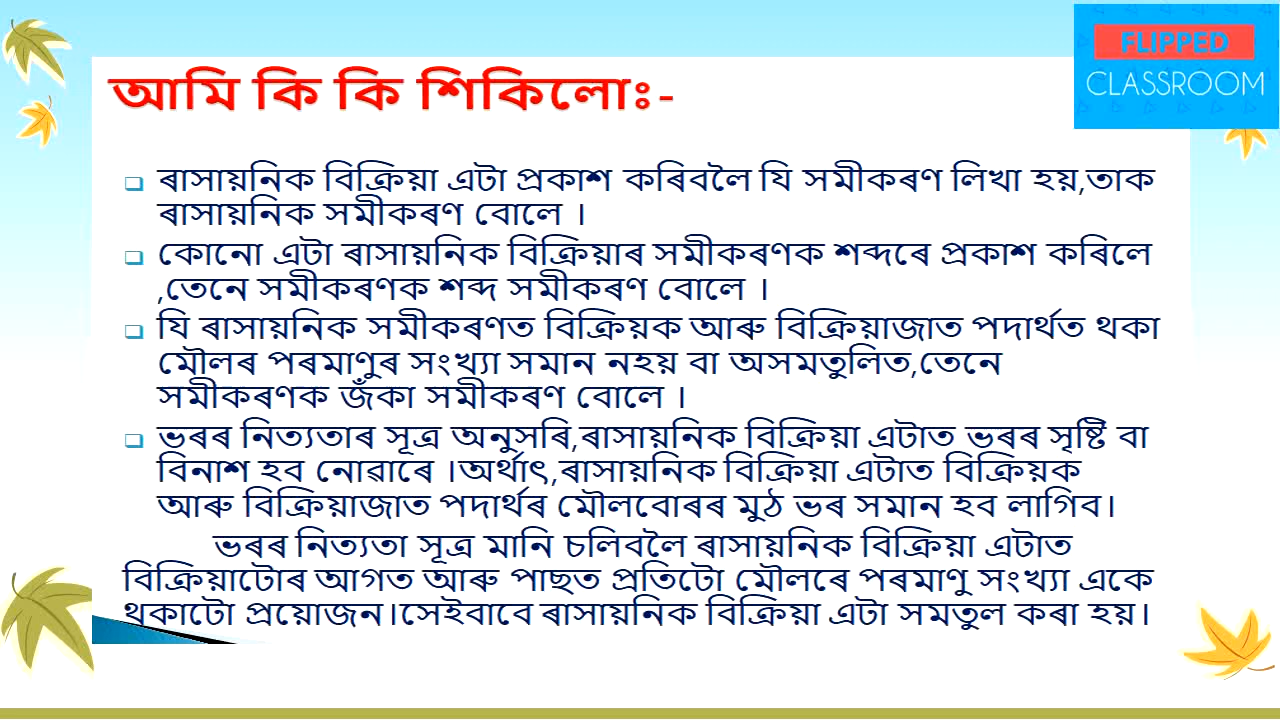 FLIPPED
CLASSROOM
আমি কি কি শিকিলোঃ-
ৰাসায়নিক বিক্ৰিয়া এটা প্ৰকাশ কৰিবলৈ যি সমীকৰণ লিখা হয়,তাক
ৰাসায়নিক সমীকৰণ বোলে ।
কোনো এটা ৰাসায়নিক বিক্ৰিয়াৰ সমীকৰণক শব্দৰে প্ৰকাশ কৰিলে
,তেনে সমীকৰণক শব্দ সমীকৰণ বোলে ।
যি ৰাসায়নিক সমীকৰণত বিক্ৰিয়ক আৰু বিক্ৰিয়াজাত পদাৰ্থত থকা
মৌলৰ পৰমাণুৰ সংখ্যা সমান নহয় বা অসমতুলিত,তেনে
সমীকৰণক জঁকা সমীকৰণ বোলে ।
ভৰৰ নিত্যতাৰ সূত্ৰ অনুসৰি,ৰাসায়নিক বিক্ৰিয়া এটাত ভৰৰ সৃষ্টি বা
বিনাশ হব নোৱাৰে ।অৰ্থাৎ,ৰাসায়নিক বিক্ৰিয়া এটাত বিক্ৰিয়ক
আৰু বিক্ৰিয়াজাত পদাৰ্থৰ মৌলবোৰৰ মুঠ ভৰ সমান হব লাগিব।
ভৰৰ নিত্যতা সূত্ৰ মানি চলিবলৈ ৰাসায়নিক বিক্ৰিয়া এটাত
বিক্ৰিয়াটোৰ আগত আৰু পাছত প্ৰতিটো মৌলৰে পৰমাণু সংখ্যা একে
থকাটো প্ৰয়োজন।সেইবাবে ৰাসায়নিক বিক্ৰিয়া এটা সমতুল কৰা হয়।